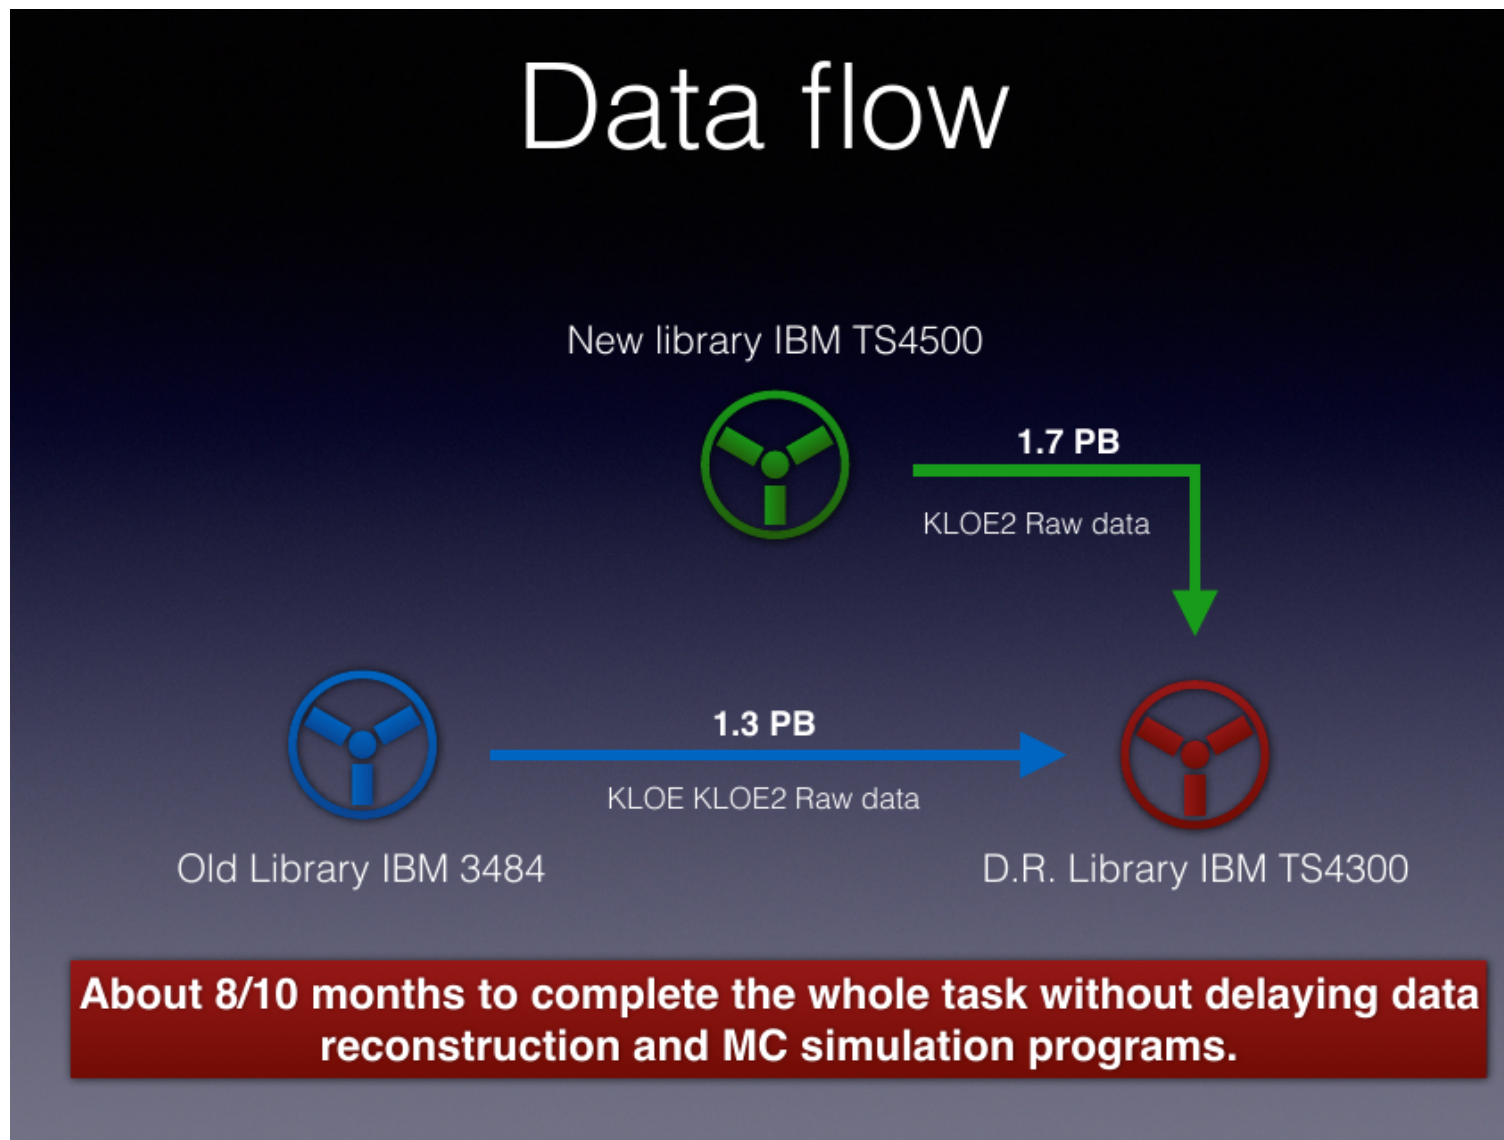 Data flow
New library IBM TS4500
1.7 PB
KLOE2 Raw data
1.3 PB
KLOE KLOE2 Raw data
Old Library IBM 3484
D.R. Library IBM TS4300
About 8/10 months to complete the whole task without delaying data
reconstruction and MC simulation programs.